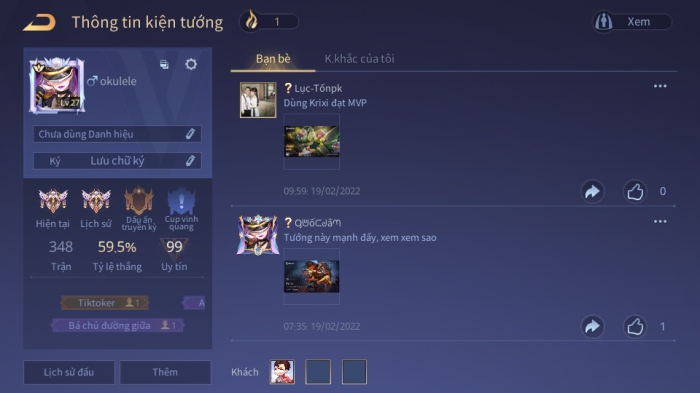 Thông tin kiện tướng
1
Xem
Bạn bè
K.khắc của tôi
okulele
Lv.27
Chưa dùng Danh hiệu
Ký Lưu chữ ký
Hiện tại
Lịch sử
Dấu ấn truyền kỳ
Cup vinh quang
348
59,5%
99
Trận
Tỷ lệ thắng
Uy tín
Tiktoker 1
A
Bá chủ đường giữa 1
Lịch sử đấu
Thêm
? Lục-Tốnpk
Dùng Krixi đạt MVP
09:59: 19/02/2022
0
?
Tướng này mạnh đấy, xem xem sao
07:35. 19/02/2022
1
Khách